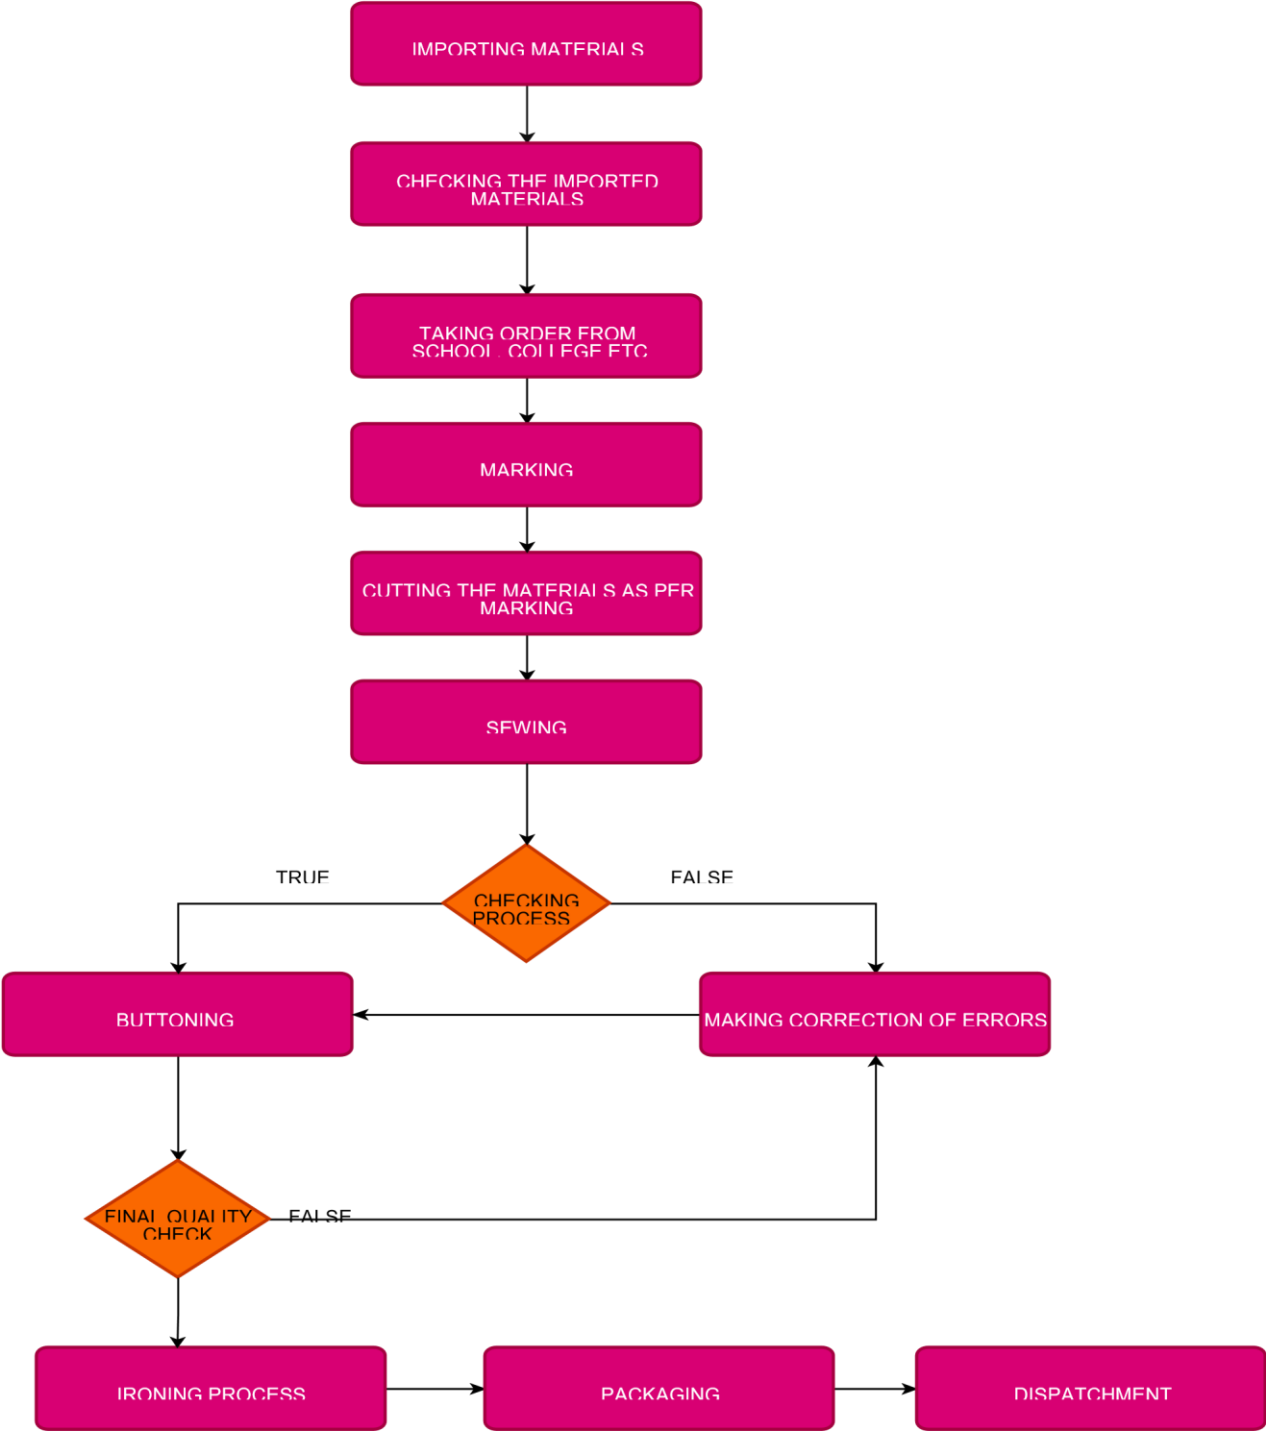 IMPORTING MATERIALS
CHECKING THE IMPORTED
MATERIALS
TAKING ORDER FROM
SCHOOL, COLLEGE ETC
MARKING
CUTTING THE MATERIALS AS PER
MARKING
SEWING
TRUE
FALSE
CHECKING
PROCESS
BUTTONING
MAKING CORRECTION OF ERRORS
FINAL QUALITY
CHECK
FALSE
IRONING PROCESS
PACKAGING
DISPATCHMENT